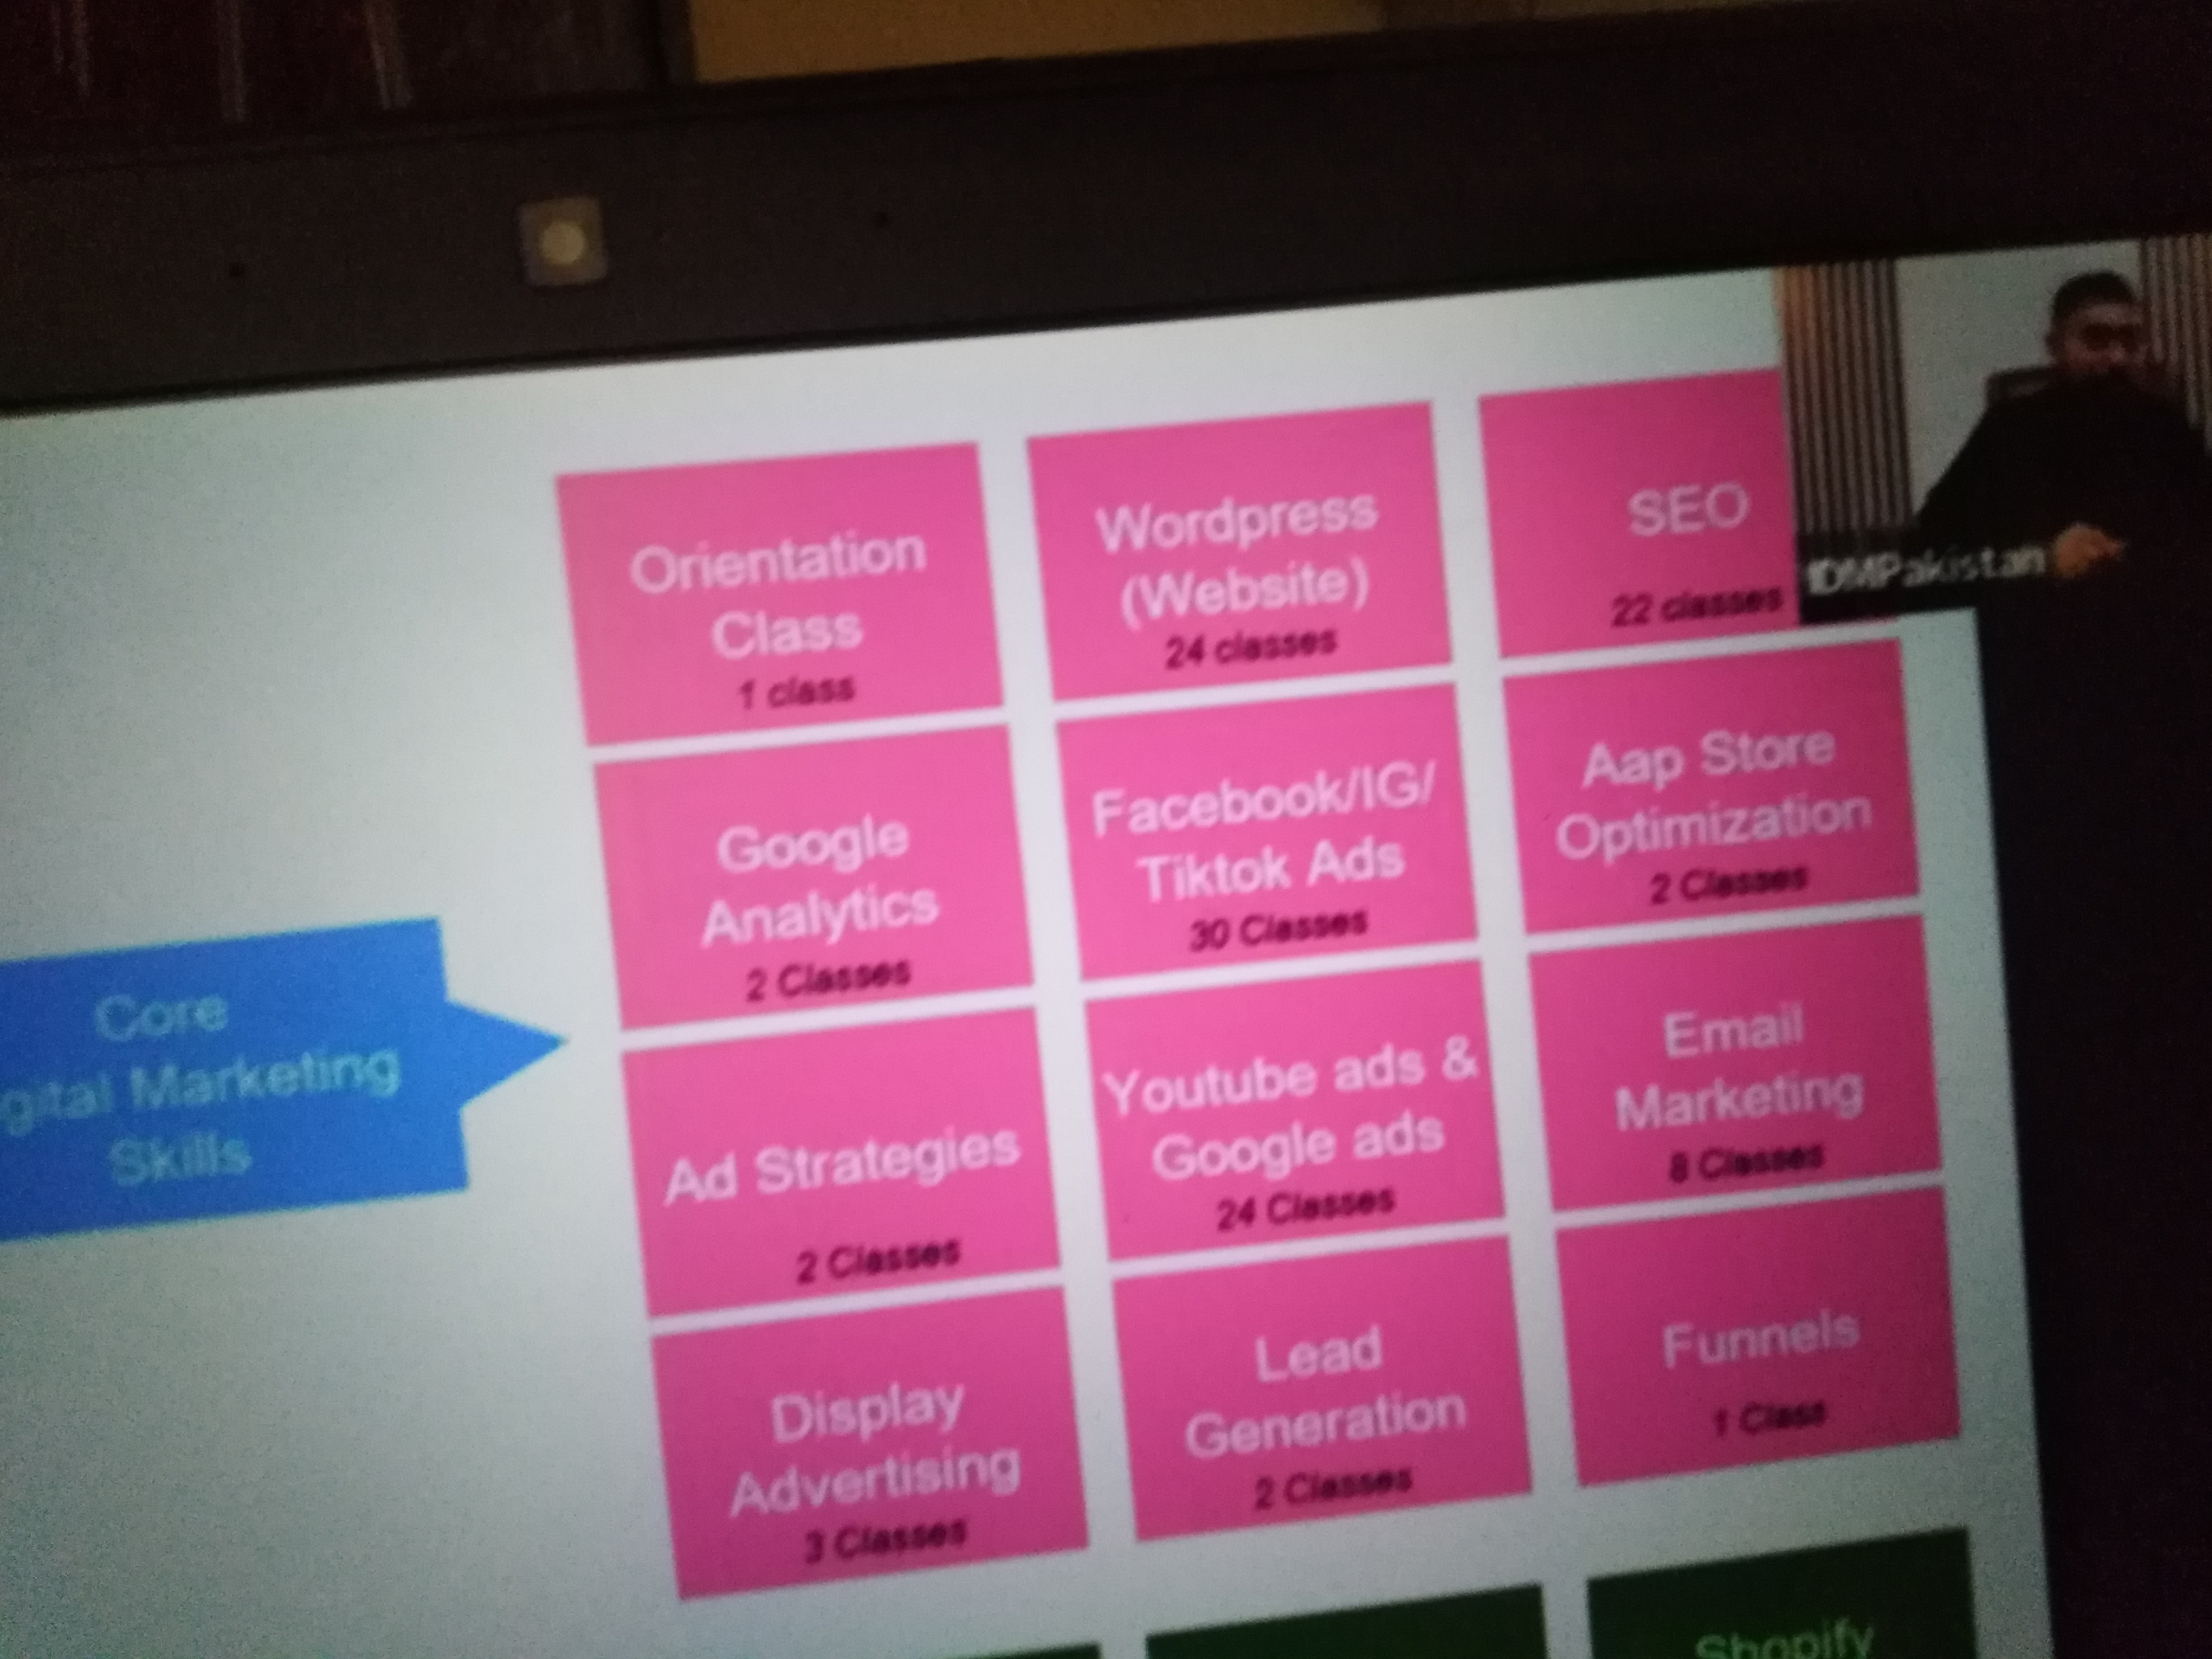 Orientation
Class
1 class
Wordpress
(Website)
24 classes
SEO
22 classes
DMPakistan
Google
Analytics
2 Classes
Facebook/IG/
Tiktok Ads
30 Classes
Aap Store
Optimization
2 Classes
Core
gital Marketing
Skills
Ad Strategies
2 Classes
Youtube ads &
Google ads
24 Classes
Email
Marketing
8 Classes
Display
Advertising
3 Classes
Lead
Generation
2 Classes
Funnels
1 Class
Shopify